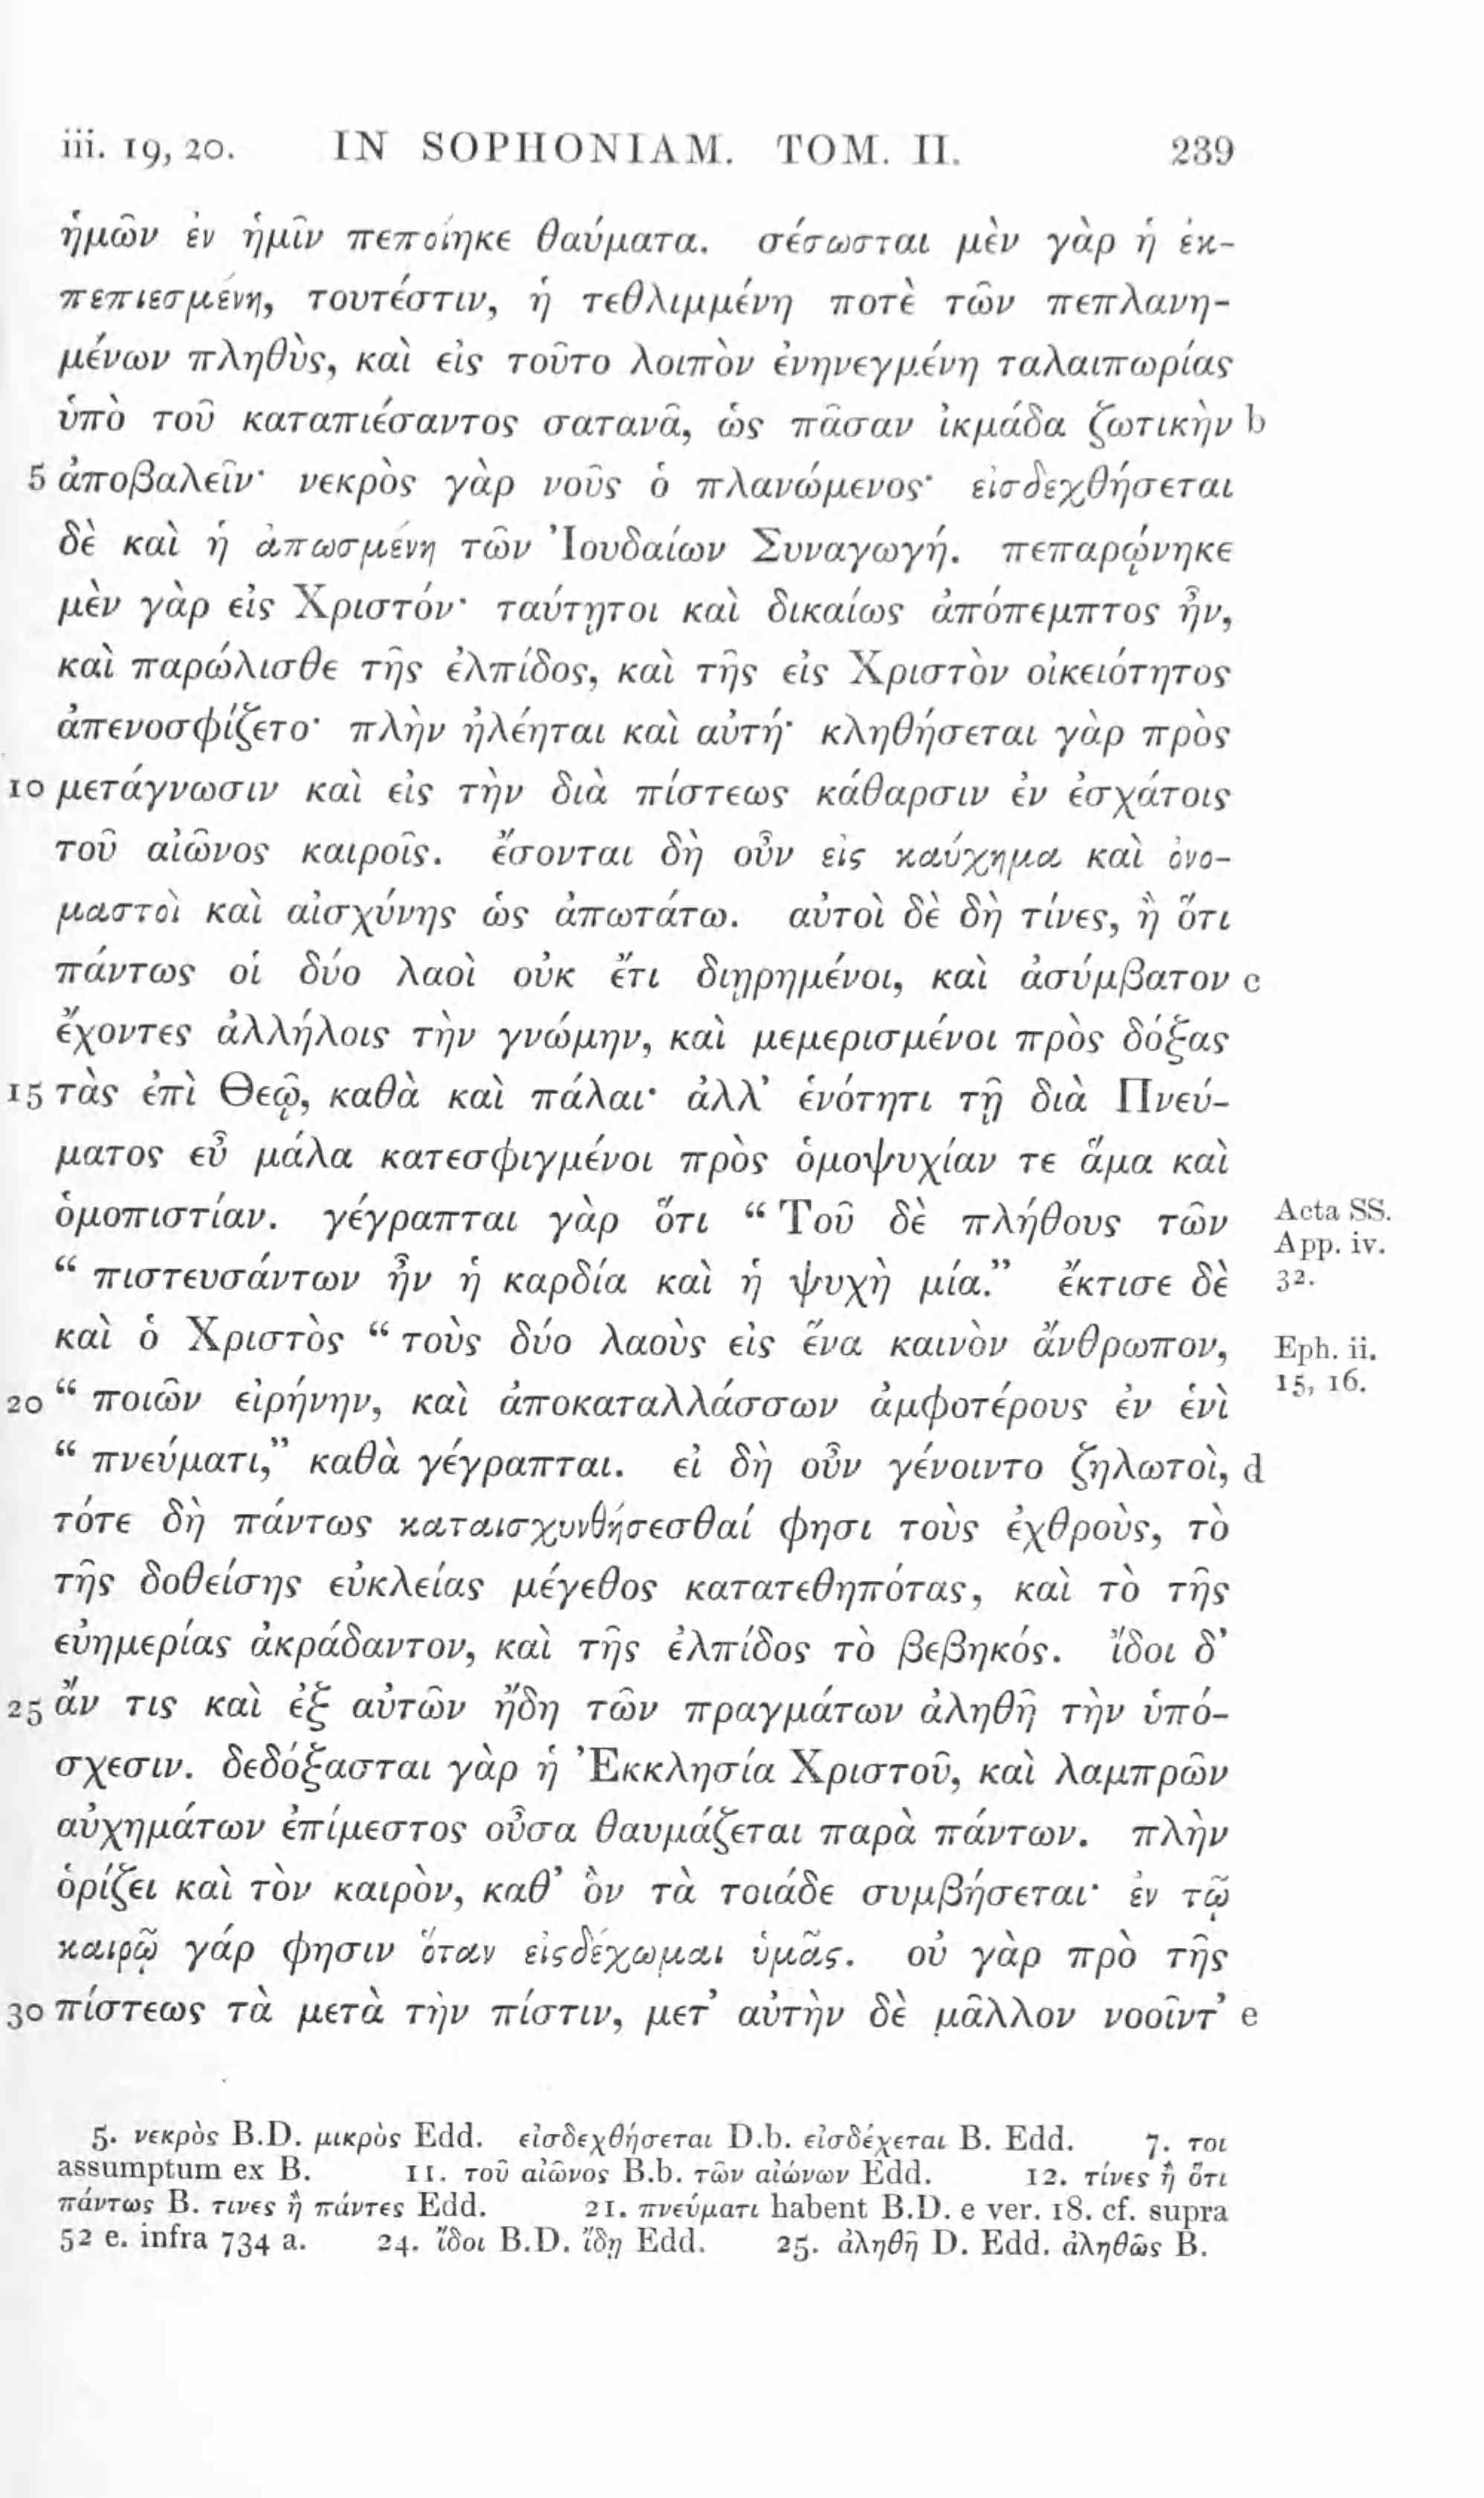 iii. 19, 20. IN SOPHONIAM. TOM. II. 239
ἡμῶν ἐν ἡμῖν πεποίηκε θαύματα. σέσωσται μὲν γὰρ ἡ ἐκ-
πεπιεσμένη, τουτέστιν, ἡ τεθλιμμένη ποτὲ τῶν πεπλανη-
μένων πληθὺς, καὶ εἰς τοῦτο λοιπὸν ἐνηνεγμένη ταλαιπωρίας
ὑπὸ τοῦ καταπιέσαντος σατανᾶ, ὡς πᾶσαν ἰκμάδα ζωτικὴν b
5 ἀποβαλεῖν· νεκρὸς γὰρ νοῦς ὁ πλανώμενος· εἰσδεχθήσεται
δὲ καὶ ἡ ἀπωσμένη τῶν Ἰουδαίων Συναγωγή. πεπαρῴνηκε
μὲν γὰρ εἰς Χριστόν· ταύτῃτοι καὶ δικαίως ἀπόπεμπτος ἦν,
καὶ παρώλισθε τῆς ἐλπίδος, καὶ τῆς εἰς Χριστὸν οἰκειότητος
ἀπενοσφίζετο· πλὴν ἠλέηται καὶ αὐτή· κληθήσεται γὰρ πρὸς
10 μετάγνωσιν καὶ εἰς τὴν διὰ πίστεως κάθαρσιν ἐν ἐσχάτοις
τοῦ αἰῶνος καιροῖς. ἔσονται δὴ οὖν εἰς καύχημα καὶ ὀνο-
μαστοὶ καὶ αἰσχύνης ὡς ἀπωτάτω. αὐτοὶ δὲ δὴ τίνες, ἢ ὅτι
πάντως οἱ δύο λαοὶ οὐκ ἔτι διῃρημένοι, καὶ ἀσύμβατον c
ἔχοντες ἀλλήλοις τὴν γνώμην, καὶ μεμερισμένοι πρὸς δόξας
15 τὰς ἐπὶ Θεῷ, καθὰ καὶ πάλαι· ἀλλ’ ἑνότητι τῇ διὰ Πνεύ-
ματος εὖ μάλα κατεσφιγμένοι πρὸς ὁμοψυχίαν τε ἅμα καὶ
ὁμοπιστίαν. γέγραπται γὰρ ὅτι “ Τοῦ δὲ πλήθους τῶν Acta SS.
App. iv.
“ πιστευσάντων ἦν ἡ καρδία καὶ ἡ ψυχὴ μία.” ἔκτισε δὲ 32.
καὶ ὁ Χριστὸς “ τοὺς δύο λαοὺς εἰς ἕνα καινὸν ἄνθρωπον, Eph. ii.
20 “ ποιῶν εἰρήνην, καὶ ἀποκαταλλάσσων ἀμφοτέρους ἐν ἑνὶ 15, 16.
“ πνεύματι,” καθὰ γέγραπται. εἰ δὴ οὖν γένοιντο ζηλωτοὶ, d
τότε δὴ πάντως καταισχυνθήσεσθαί φησι τοὺς ἐχθροὺς, τὸ
τῆς δοθείσης εὐκλείας μέγεθος κατατεθηπότας, καὶ τὸ τῆς
εὐημερίας ἀκράδαντον, καὶ τῆς ἐλπίδος τὸ βεβηκός. ἴδοι δ’
25 ἄν τις καὶ ἐξ αὐτῶν ἤδη τῶν πραγμάτων ἀληθῆ τὴν ὑπό-
σχεσιν. δεδόξασται γὰρ ἡ Ἐκκλησία Χριστοῦ, καὶ λαμπρῶν
αὐχημάτων ἐπίμεστος οὖσα θαυμάζεται παρὰ πάντων. πλὴν
ὁρίζει καὶ τὸν καιρὸν, καθ’ ὃν τὰ τοιάδε συμβήσεται· ἐν τῷ
καιρῷ γάρ φησιν ὅταν εἰςδέχωμαι ὑμᾶς. οὐ γὰρ πρὸ τῆς
30 πίστεως τὰ μετὰ τὴν πίστιν, μετ’ αὐτὴν δὲ μᾶλλον νοοῖντ’ e
5. νεκρὸς B.D. μικρὸς Edd. εἰσδεχθήσεται D.b. εἰσδέχεται B. Edd. 7. τοι
assumptum ex B. 11. τοῦ αἰῶνος B.b. τῶν αἰώνων Edd. 12. τίνες ἢ ὅτι
πάντως B. τινες ἢ πάντες Edd. 21. πνεύματι habent B.D. e ver. 18. cf. supra
52 e. infra 734 a. 24. ἴδοι B.D. ἴδῃ Edd. 25. ἀληθῆ D. Edd. ἀληθῶς B.